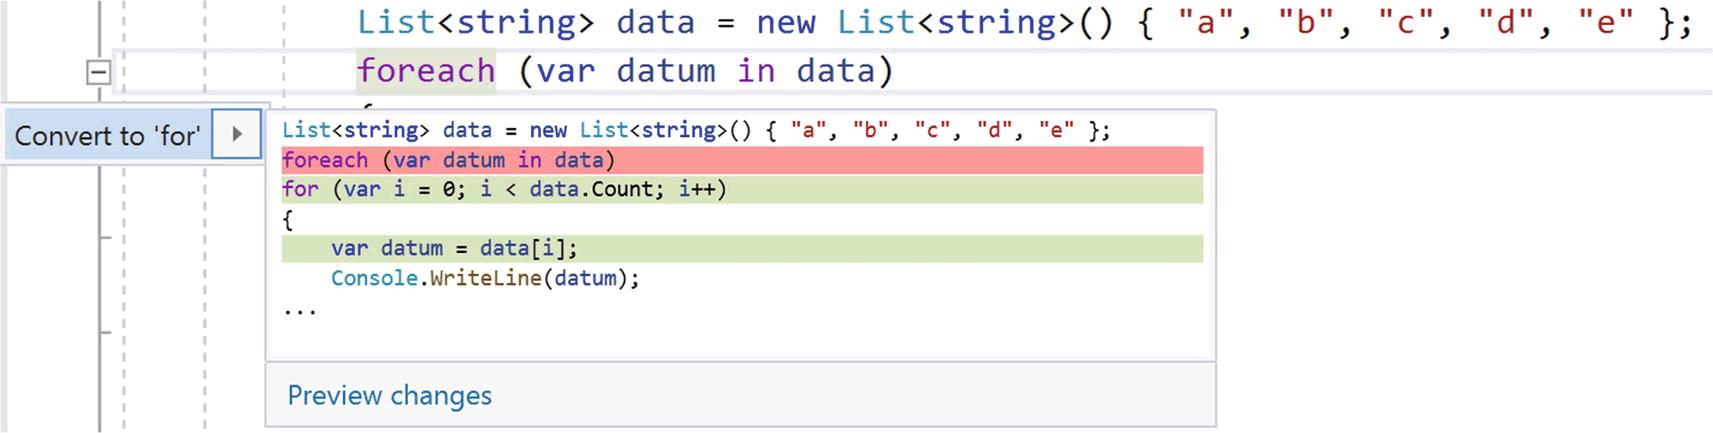 List<string> data = new List<string>() { "a", "b", "c", "d", "e" };
foreach (var datum in data)
Convert to 'for'
List<string> data = new List<string>() { "a", "b", "c", "d", "e" };
foreach (var datum in data)
for (var i = 0; i < data.Count; i++)
{
var datum = data[i];
Console.WriteLine(datum);
...
Preview changes